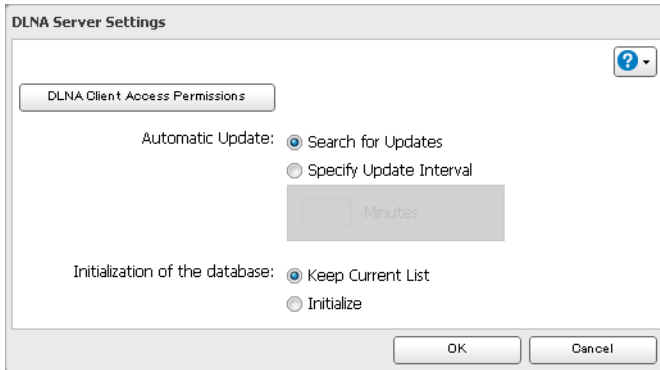 DLNA Server Settings
?
DLNA Client Access Permissions
Automatic Update: Search for Updates
Specify Update Interval
Minutes
Initialization of the database: Keep Current List
Initialize
OK Cancel